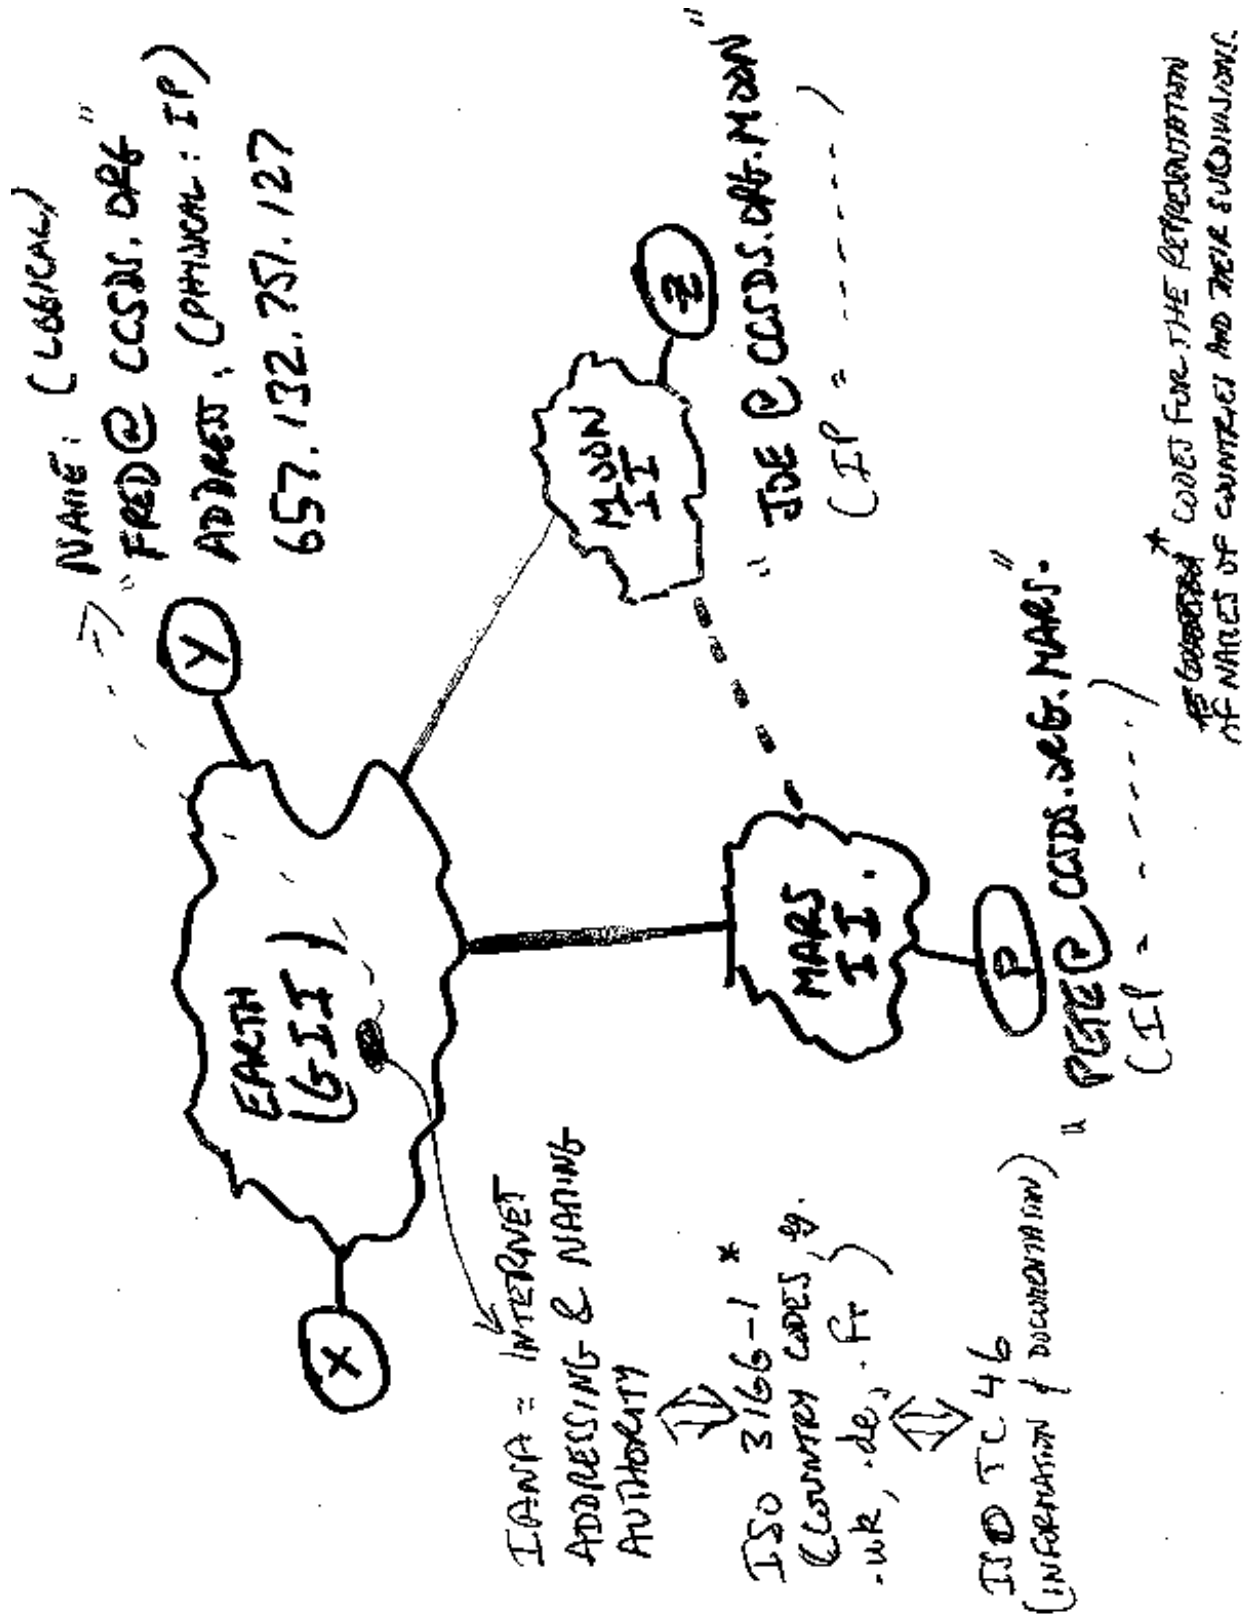 NAME: (LOGICAL)
"FRED@ CCSDS.ORG"
ADDRESS: (PHYSICAL: IP)
657.132.751.127
Y
X
EARTH
(GII)
MOON
II
Z
"JOE @ CCSDS.ORG.MOON"
(IP = - - - - -)
MARS
II.
P
"PETE@ CCSDS.ORG.MARS."
(IP = - - - - -)
IANA = INTERNET
ADDRESSING & NAMING
AUTHORITY
ISO 3166-1 *
(COUNTRY CODES, eg.
.uk, .de, .fr)
ISO TC 46
(INFORMATION & DOCUMENTATION)
* CODES FOR THE REPRESENTATION
OF NAMES OF COUNTRIES AND THEIR SUBDIVISIONS.